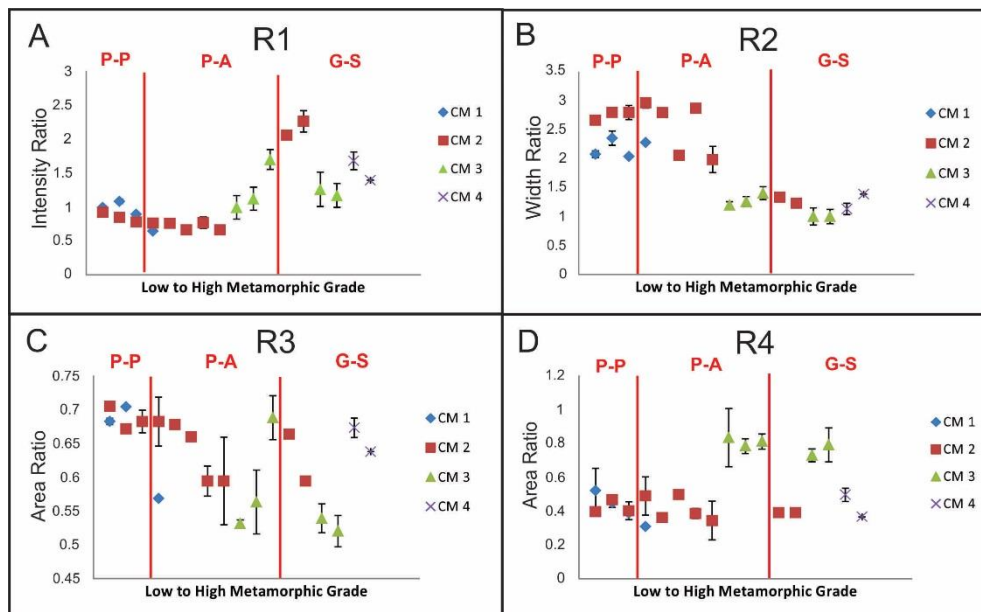 A
R1
P-P P-A G-S
3
2.5
2
1.5
1
0.5
0
Intensity Ratio
Low to High Metamorphic Grade
CM 1
CM 2
CM 3
CM 4
B
R2
P-P P-A G-S
3.5
3
2.5
2
1.5
1
0.5
0
Width Ratio
Low to High Metamorphic Grade
CM 1
CM 2
CM 3
CM 4
C
R3
P-P P-A G-S
0.75
0.7
0.65
0.6
0.55
0.5
0.45
Area Ratio
Low to High Metamorphic Grade
CM 1
CM 2
CM 3
CM 4
D
R4
P-P P-A G-S
1.2
1
0.8
0.6
0.4
0.2
0
Area Ratio
Low to High Metamorphic Grade
CM 1
CM 2
CM 3
CM 4